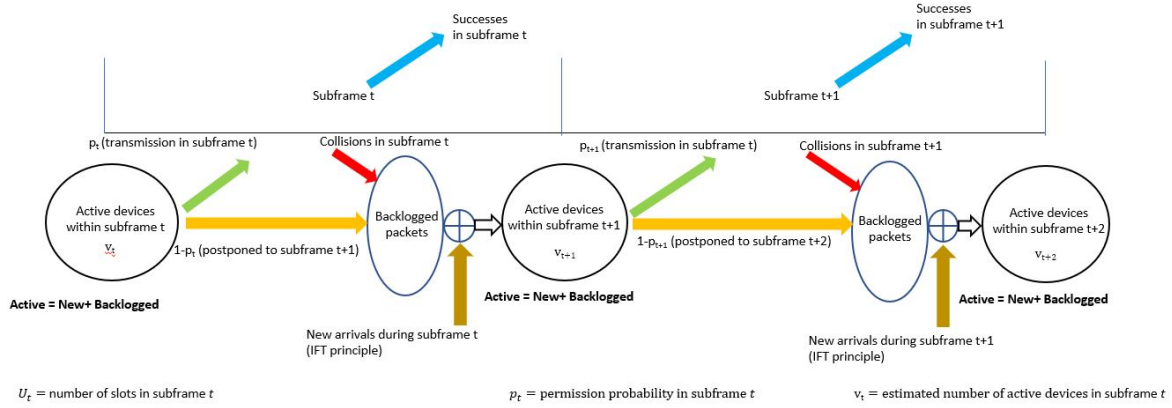 Successes
in subframe t
Successes
in subframe t+1
Subframe t
Subframe t+1
pt (transmission in subframe t)
Collisions in subframe t
pt+1 (transmission in subframe t)
Collisions in subframe t+1
Active devices
within subframe t
vt
Backlogged
packets
Active devices
within subframe t+1
vt+1
Backlogged
packets
Active devices
within subframe t+2
vt+2
1-pt (postponed to subframe t+1)
1-pt+1 (postponed to subframe t+2)
Active = New+ Backlogged
Active = New+ Backlogged
Active = New+ Backlogged
New arrivals during subframe t
(IFT principle)
New arrivals during subframe t+1
(IFT principle)
Ut = number of slots in subframe t
pt = permission probability in subframe t
vt = estimated number of active devices in subframe t